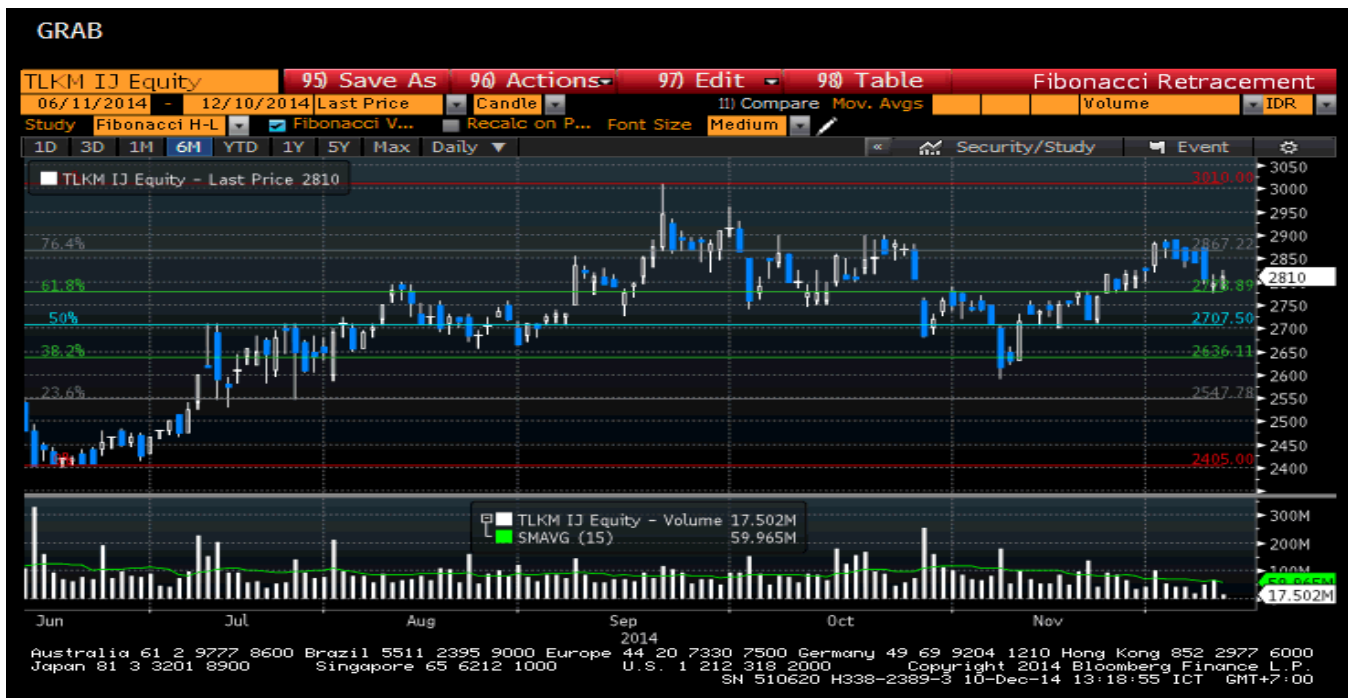 GRAB
TLKM IJ Equity 95) Save As 96) Actions 97) Edit 98) Table Fibonacci Retracement
06/11/2014 - 12/10/2014 Last Price Candle 11) Compare Mov. Avgs Volume IDR
Study Fibonacci H-L Fibonacci V... Recalc on P... Font Size Medium
1D 3D 1M 6M YTD 1Y 5Y Max Daily ▼ « Security/Study Event
TLKM IJ Equity - Last Price 2810
3010.00
3050
3000
2950
2900
76.4% 2867.22
2850
2810
61.8%
2750
50% 2707.50
2700
38.2% 2636.11
2650
2600
23.6% 2547.78
2550
2500
2450
2405.00
2400
TLKM IJ Equity - Volume 17.502M
SMAVG (15) 59.965M
300M
200M
100M
59.965M
17.502M
Jun Jul Aug Sep Oct Nov
2014
Australia 61 2 9777 8600 Brazil 5511 2395 9000 Europe 44 20 7330 7500 Germany 49 69 9204 1210 Hong Kong 852 2977 6000
Japan 81 3 3201 8900 Singapore 65 6212 1000 U.S. 1 212 318 2000 Copyright 2014 Bloomberg Finance L.P.
SN 510620 H338-2389-3 10-Dec-14 13:18:55 ICT GMT+7:00